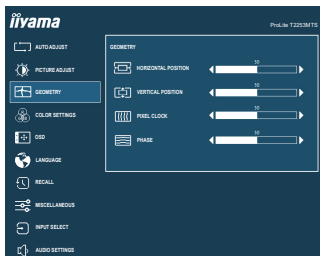 iiyama
ProLite T2253MTS
AUTO ADJUST
PICTURE ADJUST
GEOMETRY
COLOR SETTINGS
OSD
LANGUAGE
RECALL
MISCELLANEOUS
INPUT SELECT
AUDIO SETTINGS
GEOMETRY
HORIZONTAL POSITION
50
VERTICAL POSITION
50
PIXEL CLOCK
50
PHASE
50